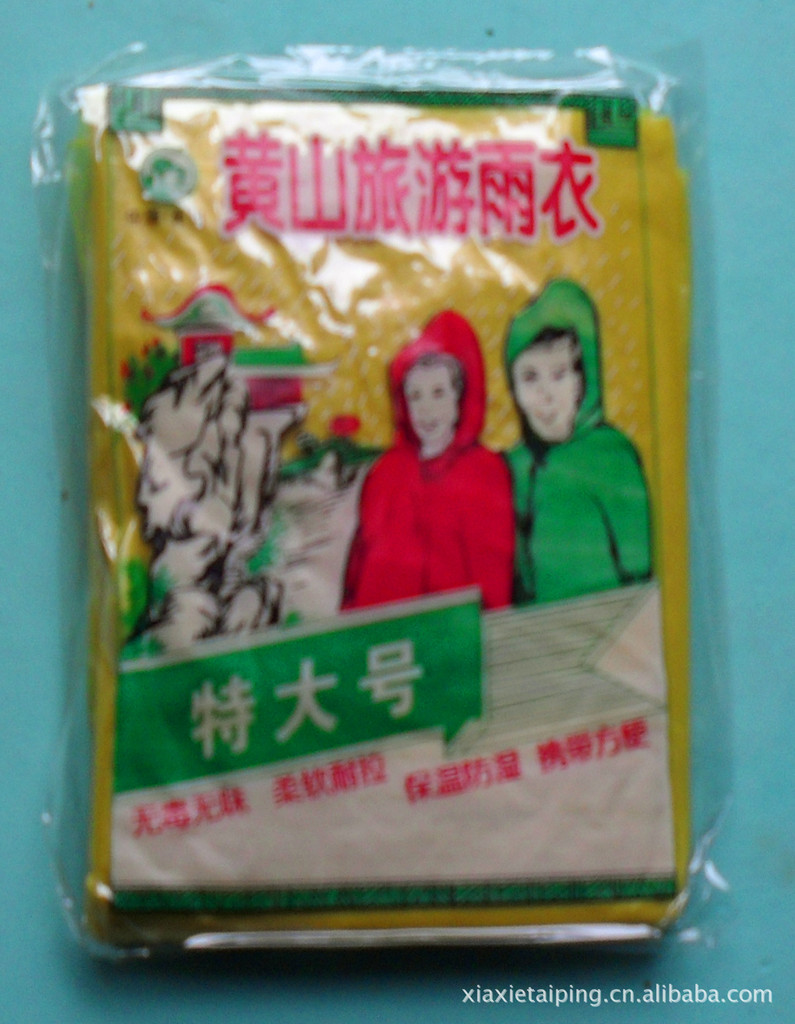 黄山旅游雨衣
特大号
无毒无味 柔软耐拉 保温防湿 携带方便
xiaxietaiping.cn.alibaba.com